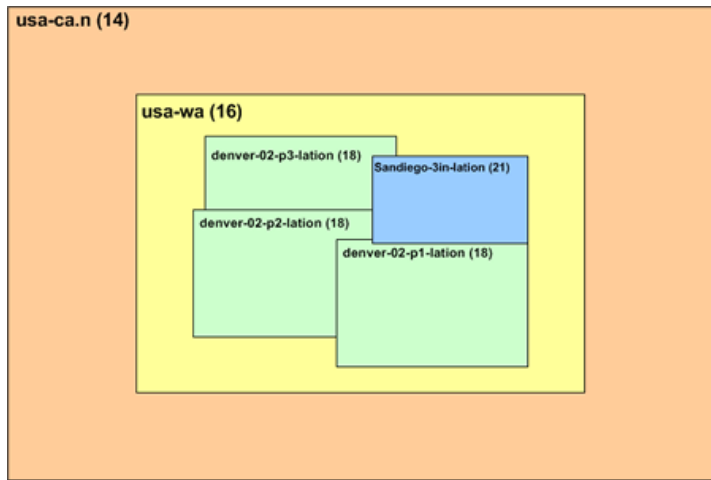 usa-ca.n (14)
usa-wa (16)
denver-02-p3-lation (18)
Sandiego-3in-lation (21)
denver-02-p2-lation (18)
denver-02-p1-lation (18)